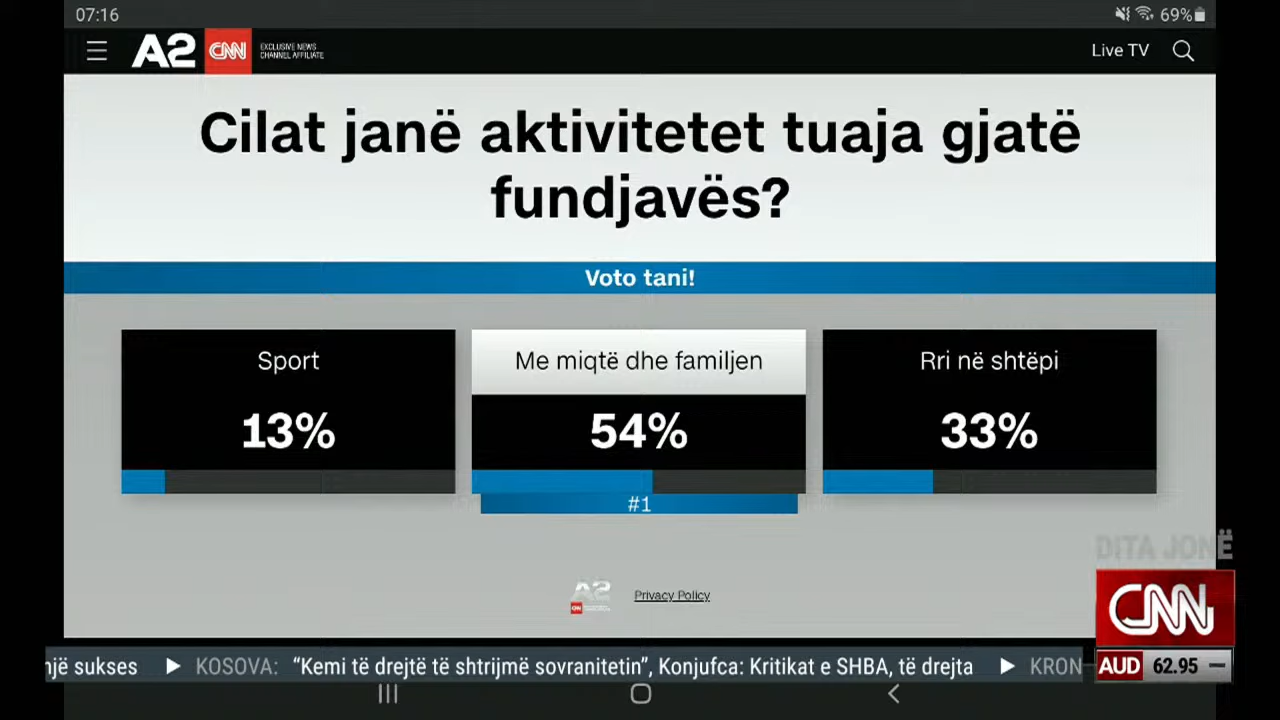 07:16
69%
A2 CNN EXCLUSIVE NEWS
CHANNEL AFFILIATE
Live TV
Cilat janë aktivitetet tuaja gjatë
fundjavës?
Voto tani!
Sport
13%
Me miqtë dhe familjen
54%
#1
Rri në shtëpi
33%
A2
CNN
Privacy Policy
DITA JONË
CNN
një sukses ▶ KOSOVA: “Kemi të drejtë të shtrijmë sovranitetin”, Konjufca: Kritikat e SHBA, të drejta ▶ KRON
AUD 62.95